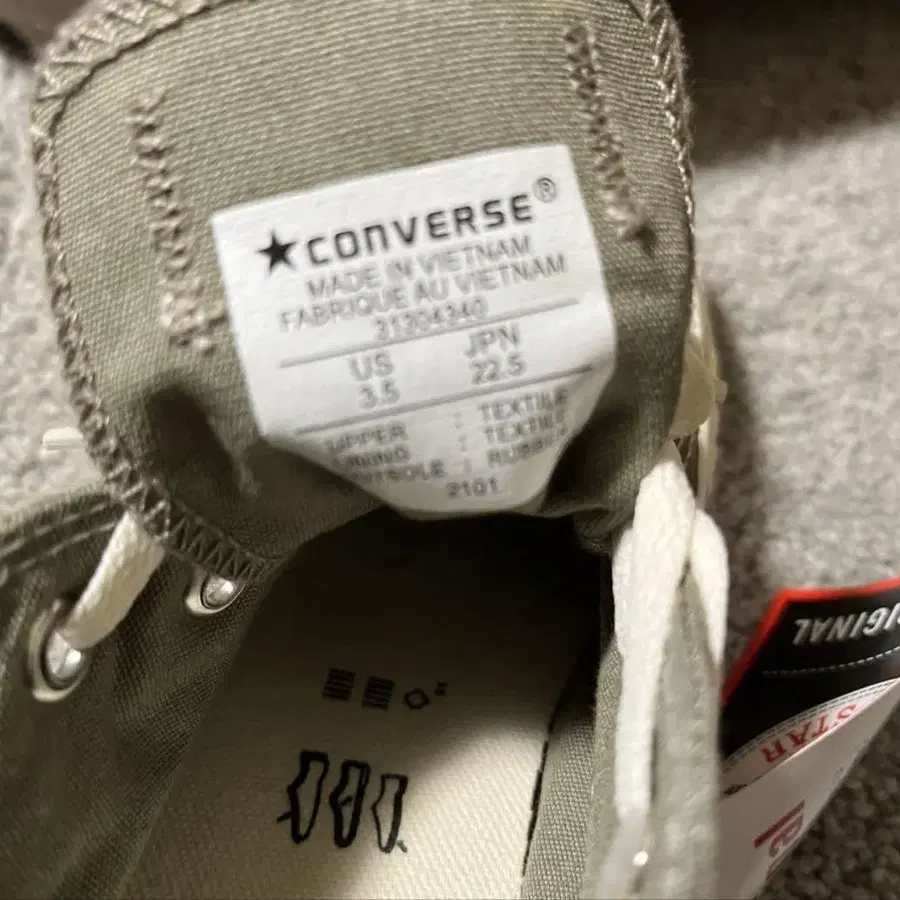 ★CONVERSE®
MADE IN VIETNAM
FABRIQUE AU VIETNAM
31304340
US JPN
3.5 22.5
UPPER : TEXTILE
LINING : TEXTILE
OUTSOLE : RUBBER
2101
ORIGINAL
STAR